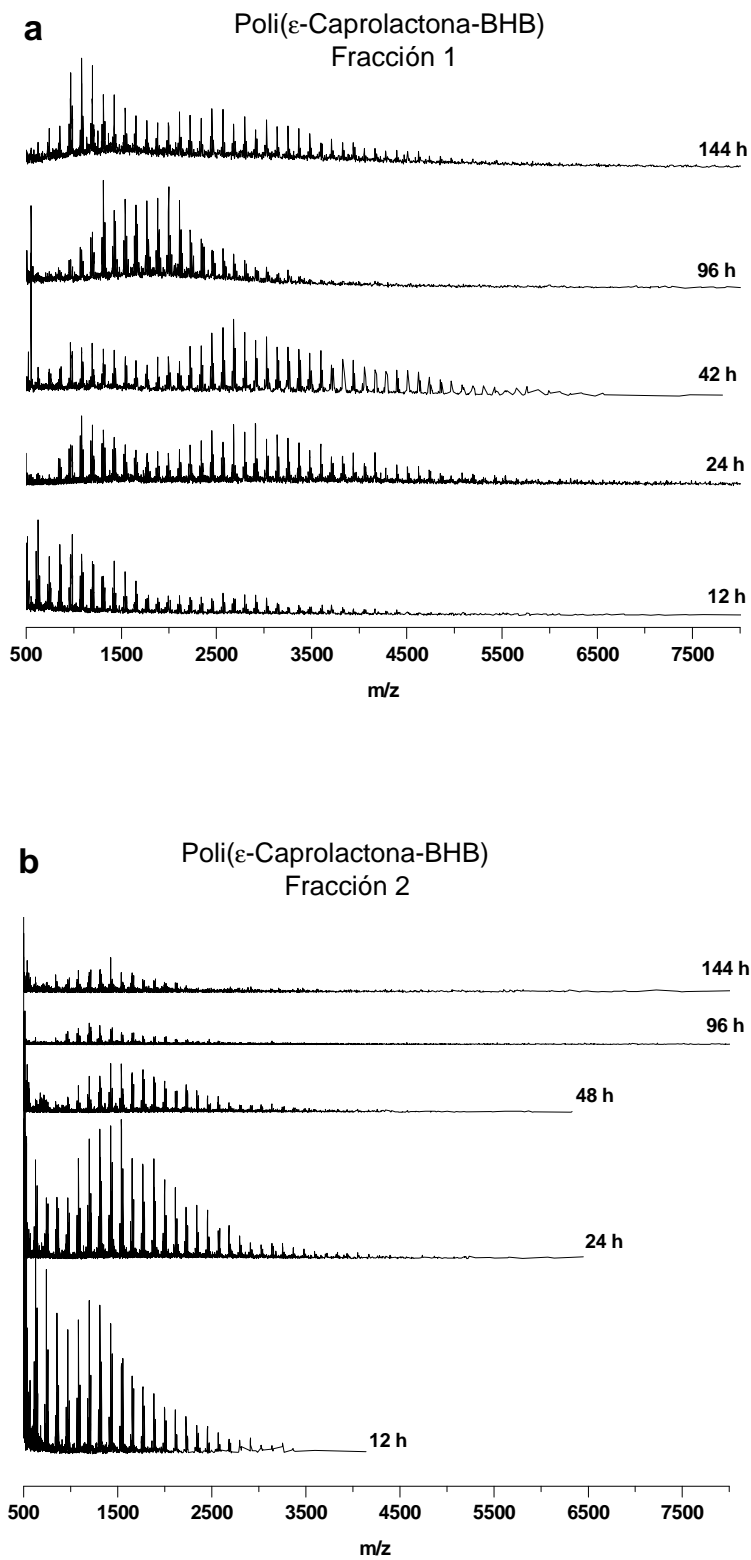 a
Poli(ε-Caprolactona-BHB)
Fracción 1
144 h
96 h
42 h
24 h
12 h
500 1500 2500 3500 4500 5500 6500 7500
m/z
b
Poli(ε-Caprolactona-BHB)
Fracción 2
144 h
96 h
48 h
24 h
12 h
500 1500 2500 3500 4500 5500 6500 7500
m/z